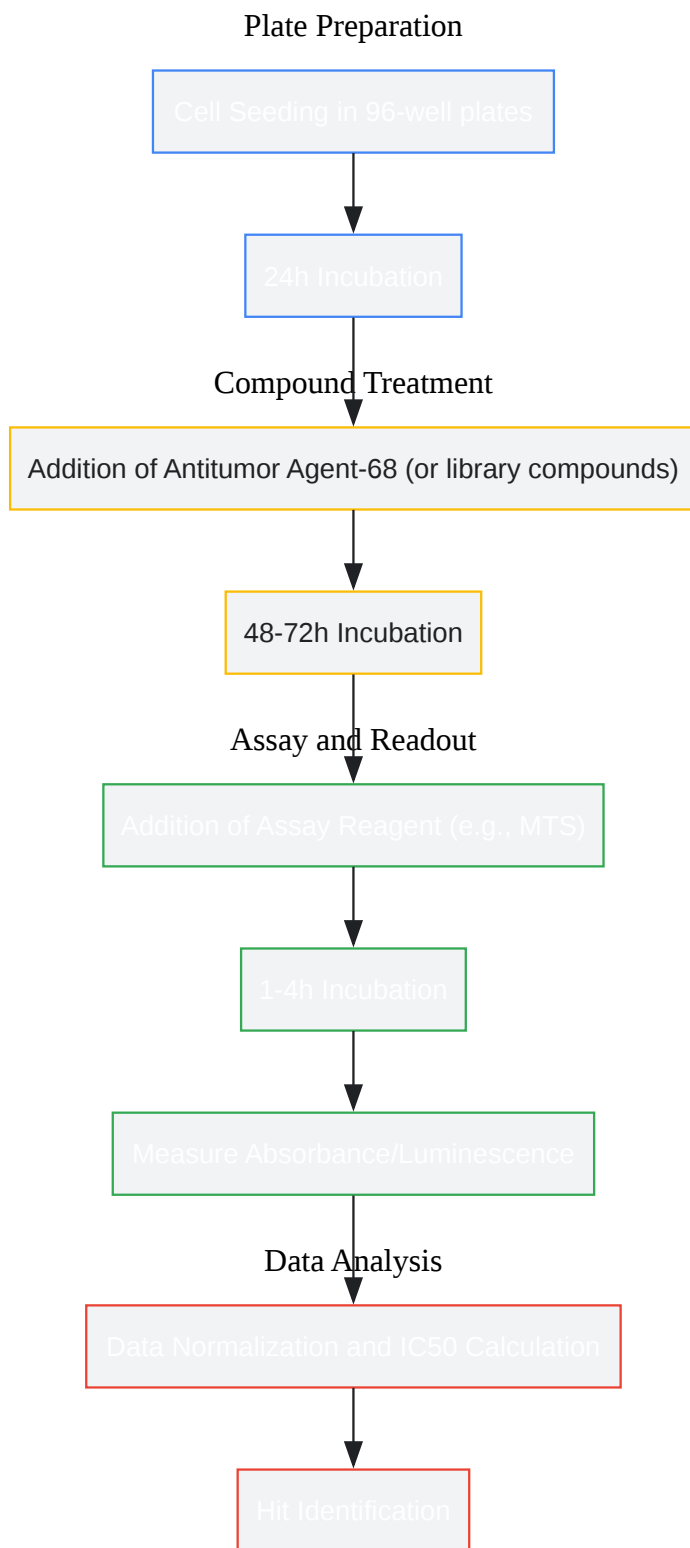 Plate Preparation
Cell Seeding in 96-well plates
24h Incubation
Compound Treatment
Addition of Antitumor Agent-68 (or library compounds)
48-72h Incubation
Assay and Readout
Addition of Assay Reagent (e.g., MTS)
1-4h Incubation
Measure Absorbance/Luminescence
Data Analysis
Data Normalization and IC50 Calculation
Hit Identification